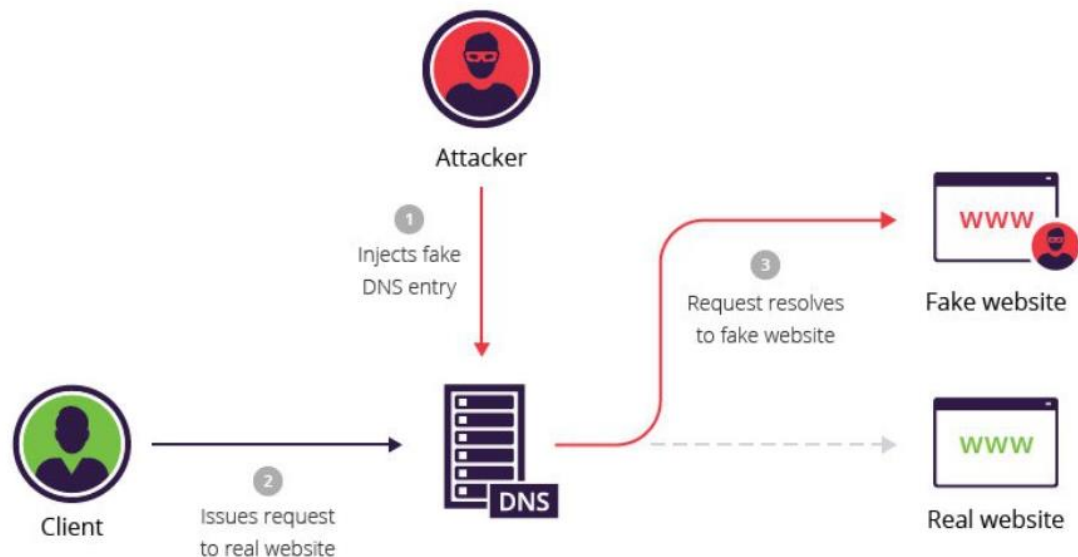 Attacker
1
Injects fake
DNS entry
www
3
Request resolves
to fake website
Fake website
DNS
www
2
Client
Issues request
to real website
Real website